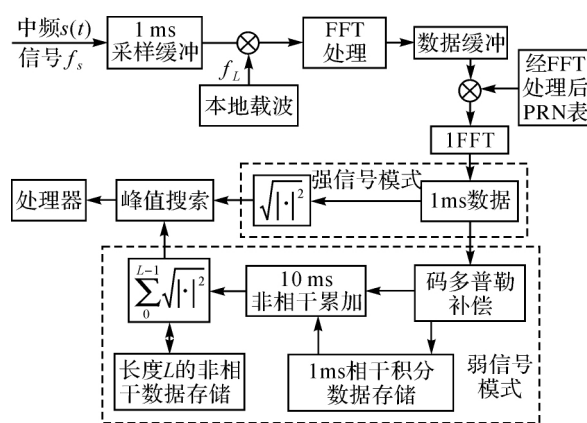 中频s(t)
信号f_s
1 ms
采样缓冲
FFT
处理
数据缓冲
f_L
本地载波
经FFT
处理后
PRN表
1FFT
强信号模式
处理器
峰值搜索
√|·|²
1ms数据
L-1
∑√|·|²
0
10 ms
非相干累加
码多普勒
补偿
长度L的非相
干数据存储
1ms相干积分
数据存储
弱信号
模式